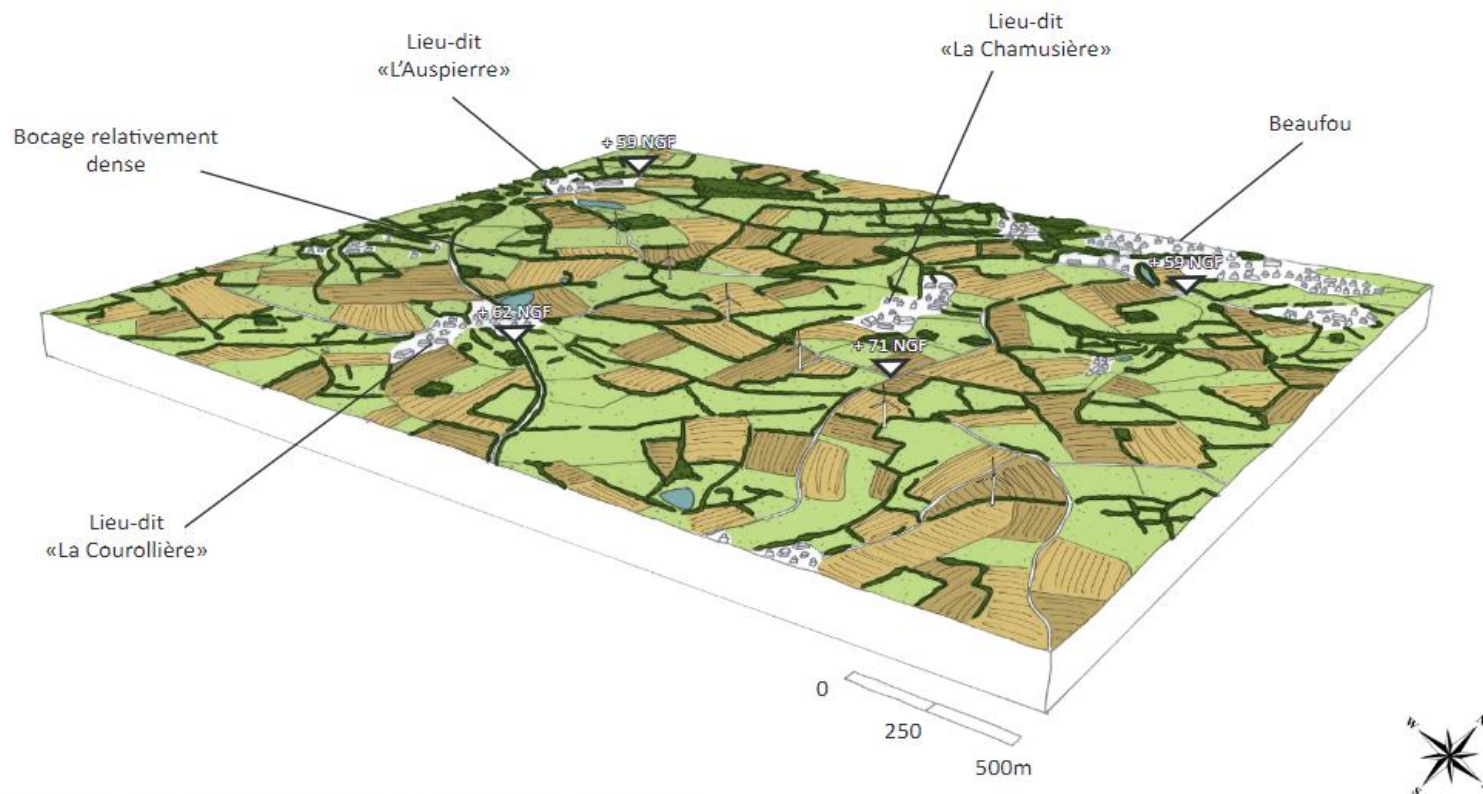 Lieu-dit
«La Chamusière»
Lieu-dit
«L'Auspierre»
Beaufou
Bocage relativement
dense
+ 59 NGF
+ 59 NGF
+ 62 NGF
+ 71 NGF
Lieu-dit
«La Courollière»
0
250
500m
W
S